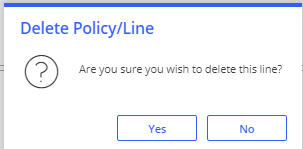 Delete Policy/Line
Are you sure you wish to delete this line?
Yes
No